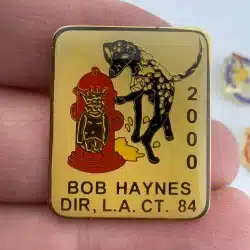 2000
BOB HAYNES
DIR, L.A. CT. 84